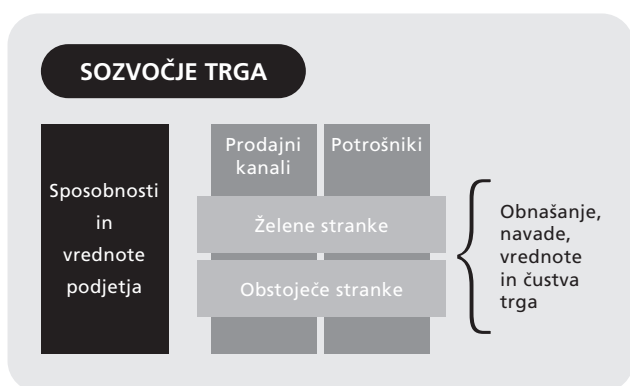 SOZVOČJE TRGA
Sposobnosti
in
vrednote
podjetja
Prodajni
kanali
Potrošniki
Želene stranke
Obstoječe stranke
Obnašanje,
navade,
vrednote
in čustva
trga